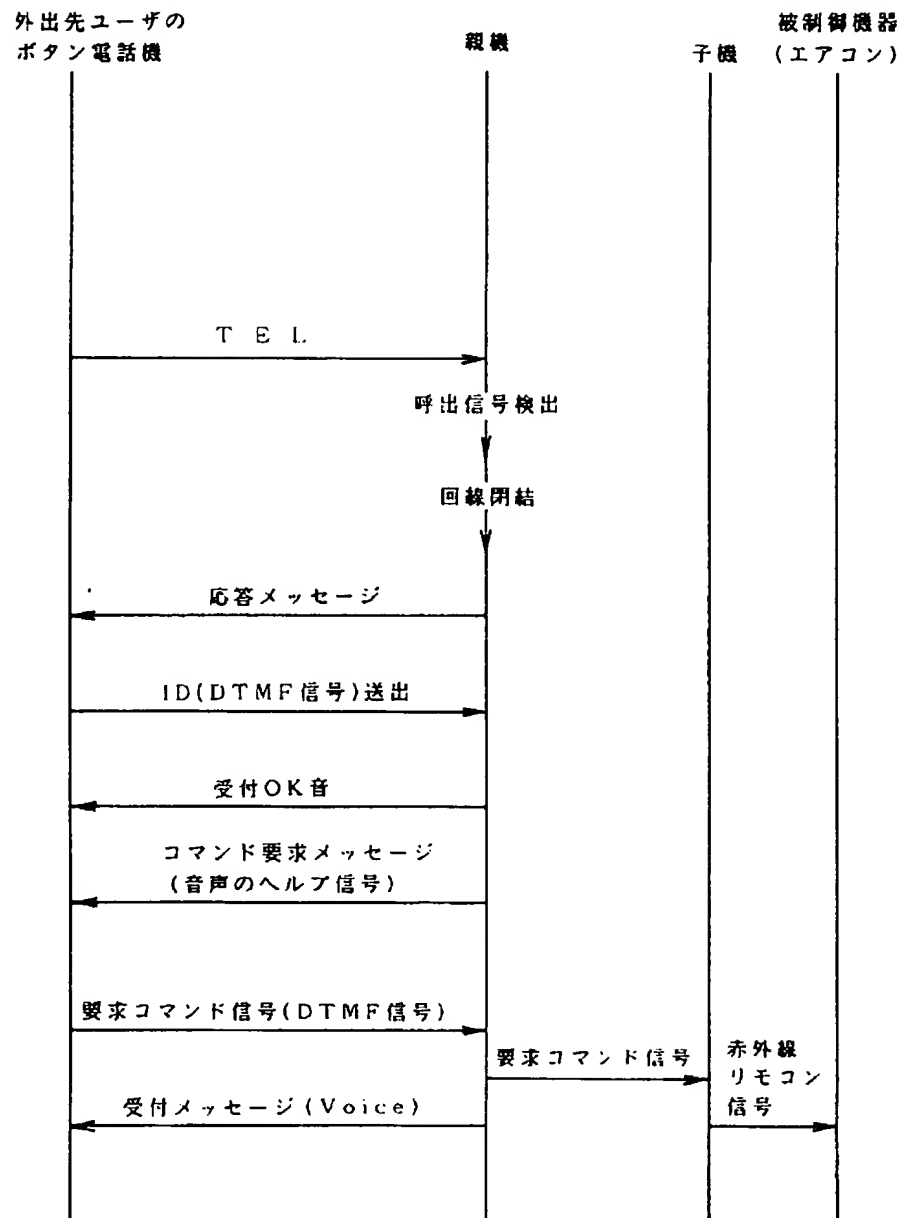 外出先ユーザの
ボタン電話機
親機
子機
被制御機器
(エアコン)
TEL
呼出信号検出
回線閉結
応答メッセージ
ID(DTMF信号)送出
受付OK音
コマンド要求メッセージ
(音声のヘルプ信号)
要求コマンド信号(DTMF信号)
要求コマンド信号
赤外線
リモコン
信号
受付メッセージ(Voice)